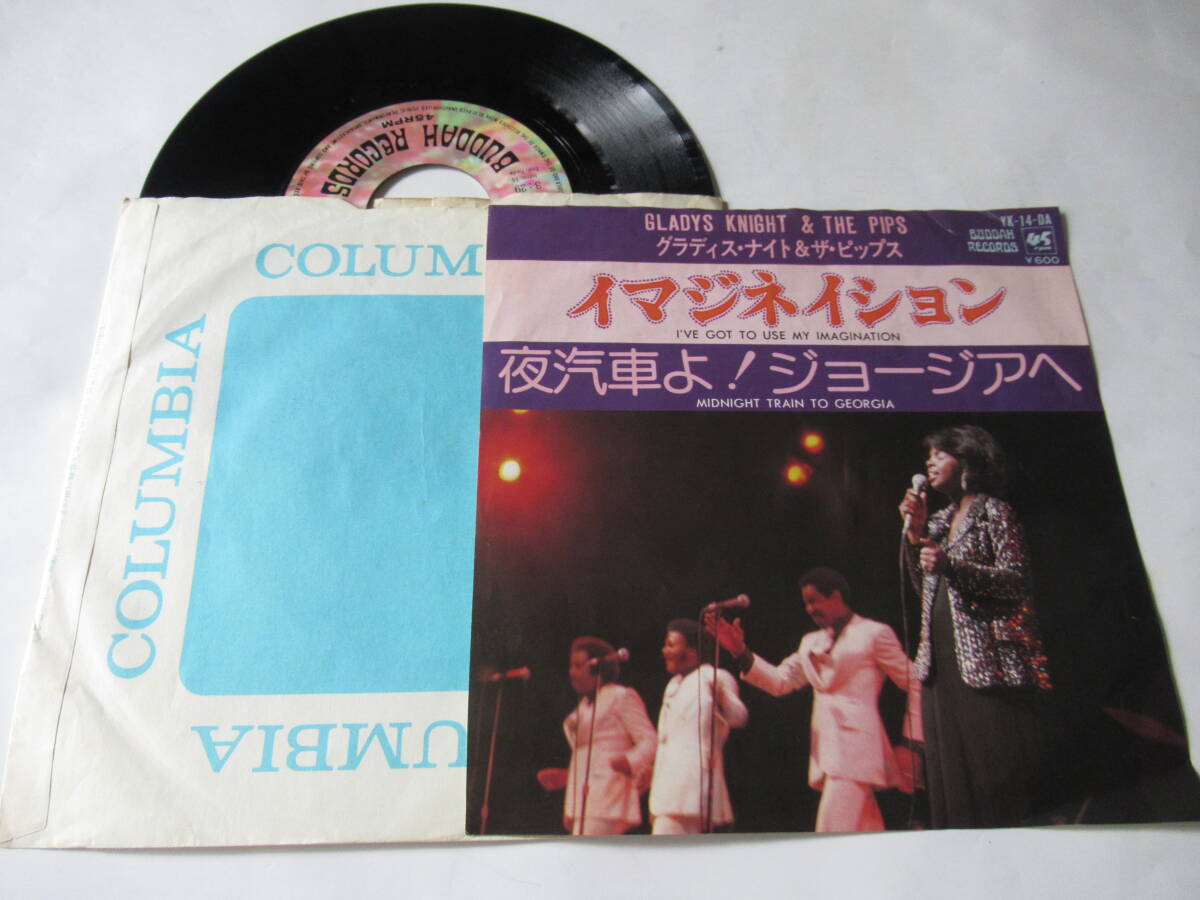 BUDDAH RECORDS
45RPM
COLUM
COLUMBIA
UMBIA
GLADYS KNIGHT & THE PIPS
グラディス・ナイト&ザ・ピップス
YK-14-DA
BUDDAH
RECORDS
45
¥600
イマジネイション
I'VE GOT TO USE MY IMAGINATION
夜汽車よ!ジョージアへ
MIDNIGHT TRAIN TO GEORGIA